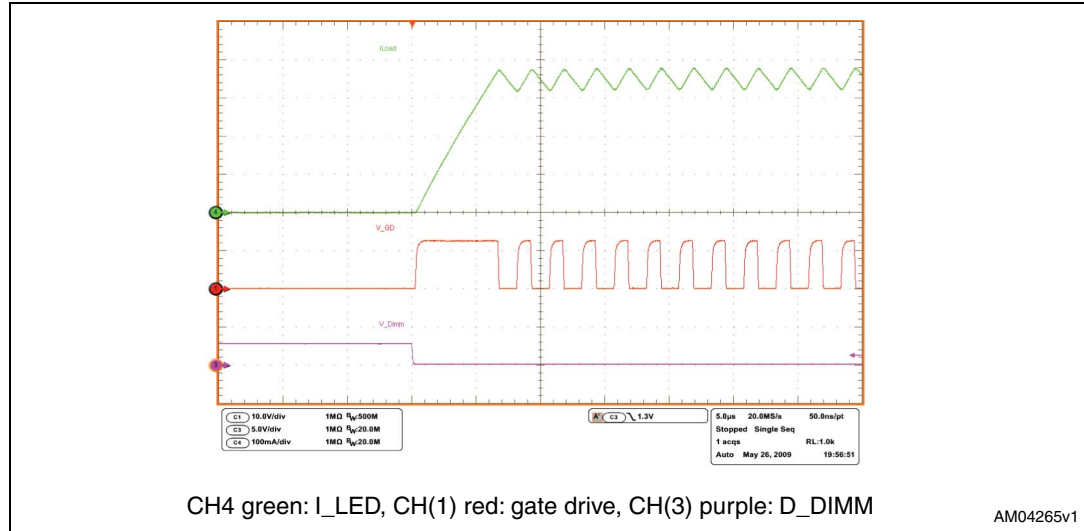 ILoad
4
V_GD
1
V_Dimm
3
C1 10.0V/div 1MΩ BW:500M
C3 5.0V/div 1MΩ BW:20.0M
C4 100mA/div 1MΩ BW:20.0M
A' C3 1.3V
5.0µs 20.0MS/s 50.0ns/pt
Stopped Single Seq
1 acqs RL:1.0k
Auto May 26, 2009 19:56:51
CH4 green: I_LED, CH(1) red: gate drive, CH(3) purple: D_DIMM
AM04265v1